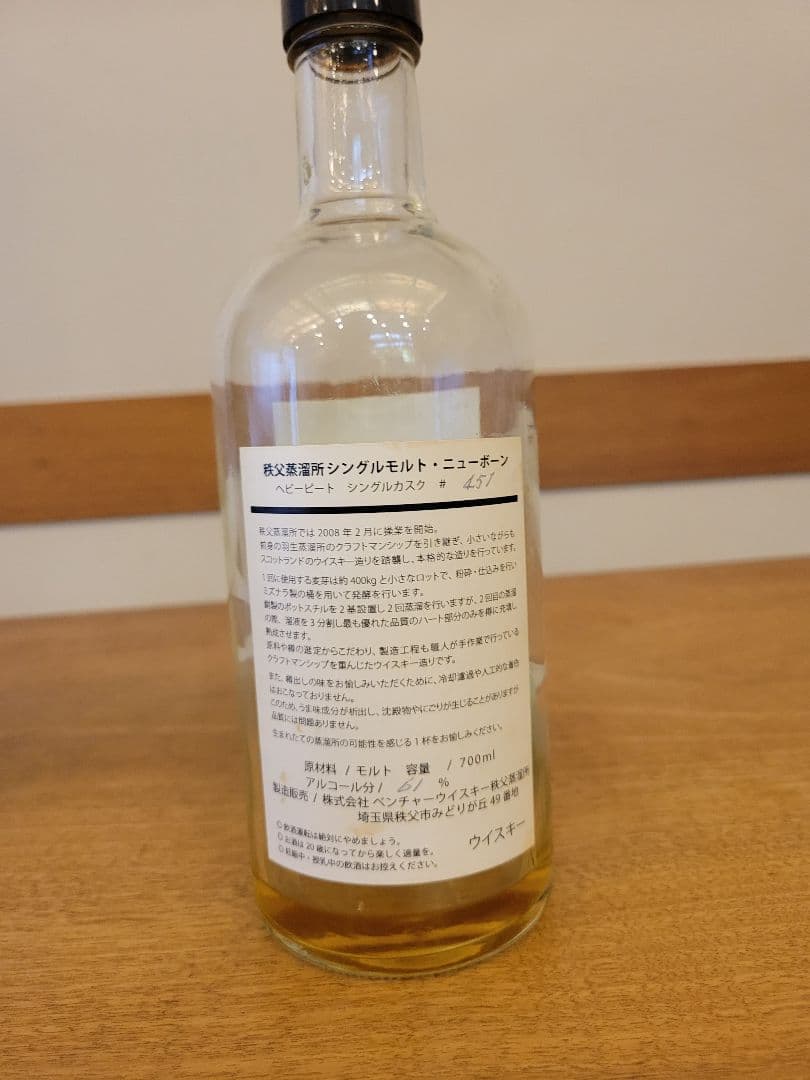 秩父蒸溜所シングルモルト・ニューボーン
ヘビーピート シングルカスク # 451
秩父蒸溜所では2008年2月に操業を開始。
前身の羽生蒸溜所のクラフトマンシップを引き継ぎ、小さいながらも
スコットランドのウイスキー造りを踏襲し、本格的な造りを行っています。
1回に使用する麦芽は約400kgと小さなロットで、粉砕・仕込みを行い
ミズナラ製の桶を用いて発酵を行います。
銅製のポットスチルを2基設置し2回蒸溜を行いますが、2回目の蒸溜
の際、溜液を3分割し最も優れた品質のハート部分のみを樽に充填し
熟成させます。
原料や樽の選定からこだわり、製造工程も職人が手作業で行っている
クラフトマンシップを重んじたウイスキー造りです。
また、樽出しの味をお愉しみいただくために、冷却濾過や人工的な着色
はおこなっておりません。
このため、うま味成分が析出し、沈殿物やにごりが生じることがありますが
品質には問題ありません。
生まれたての蒸溜所の可能性を感じる1杯をお愉しみください。
原材料 / モルト 容量 / 700ml
アルコール分 / 61 %
製造販売 / 株式会社 ベンチャーウイスキー秩父蒸溜所
埼玉県秩父市みどりが丘49番地
◎飲酒運転は絶対にやめましょう。
◎お酒は20歳になってから楽しく適量を。
◎妊娠中・授乳中の飲酒はお控えください。
ウイスキー